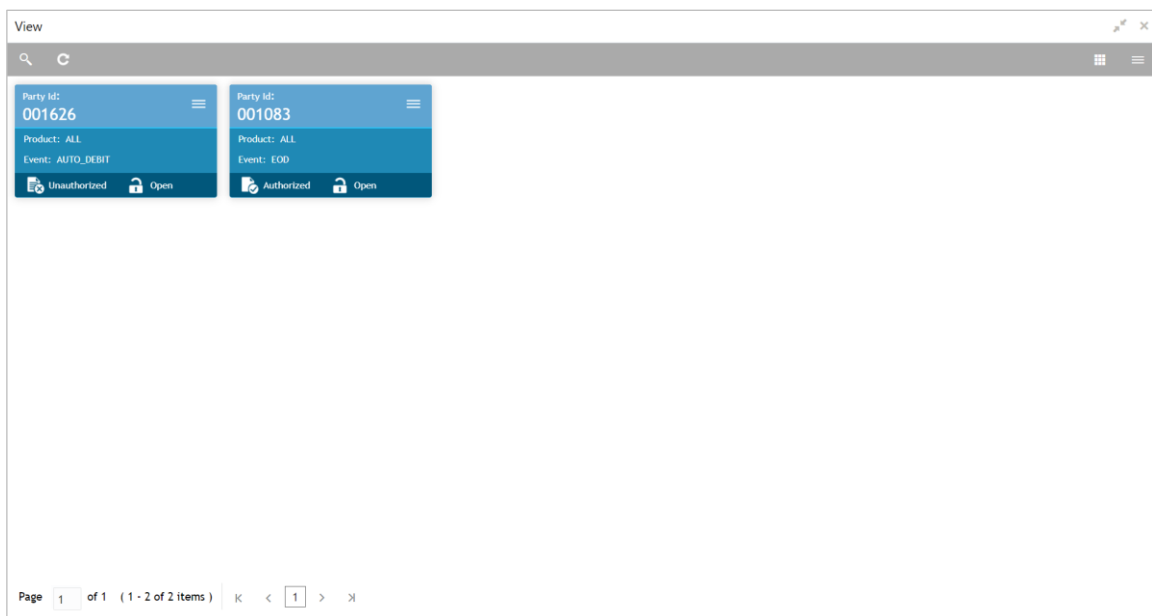 View
Party Id:
001626
Product: ALL
Event: AUTO_DEBIT
Unauthorized Open
Party Id:
001083
Product: ALL
Event: EOD
Authorized Open
Page 1 of 1 ( 1 - 2 of 2 items ) 1